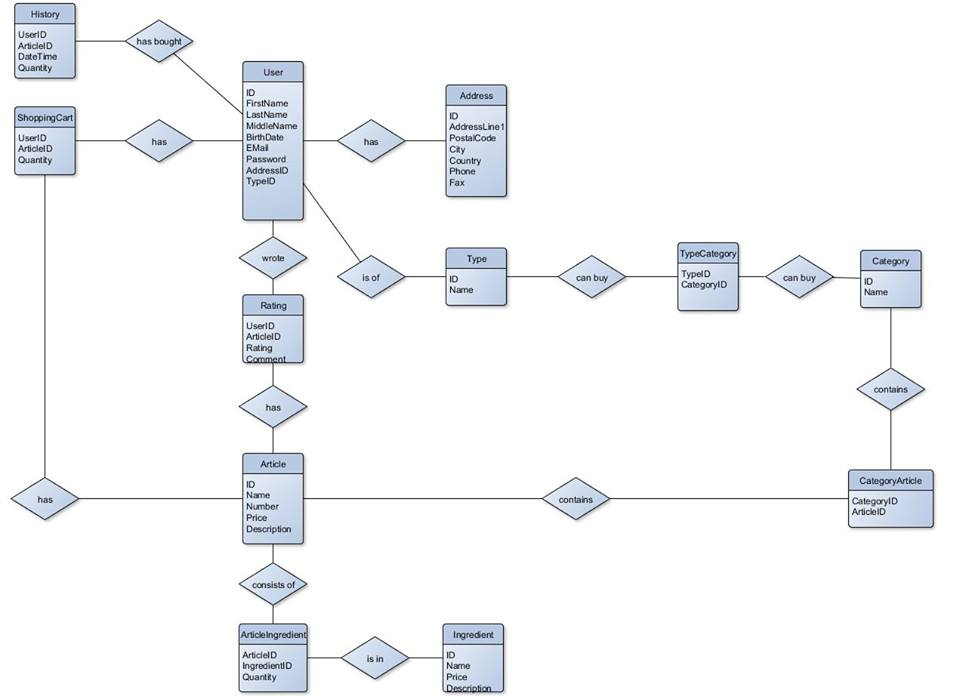 History
UserID
ArticleID
DateTime
Quantity
has bought
User
ID
FirstName
LastName
MiddleName
BirthDate
EMail
Password
AddressID
TypeID
Address
ID
AddressLine1
PostalCode
City
Country
Phone
Fax
ShoppingCart
UserID
ArticleID
Quantity
has
has
wrote
is of
Type
ID
Name
can buy
TypeCategory
TypeID
CategoryID
can buy
Category
ID
Name
Rating
UserID
ArticleID
Rating
Comment
has
contains
Article
ID
Name
Number
Price
Description
has
contains
CategoryArticle
CategoryID
ArticleID
consists of
ArticleIngredient
ArticleID
IngredientID
Quantity
is in
Ingredient
ID
Name
Price
Description